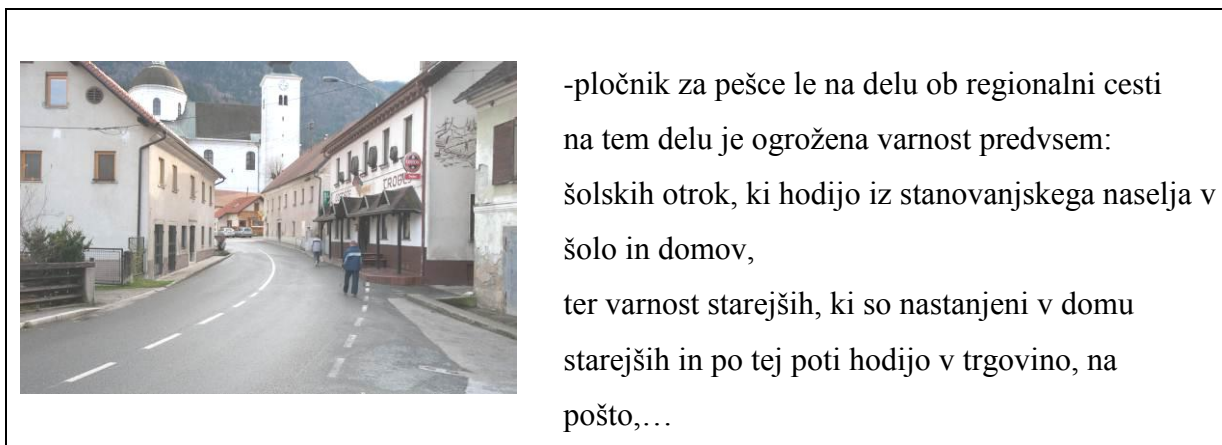 -pločnik za pešce le na delu ob regionalni cesti
na tem delu je ogrožena varnost predvsem:
šolskih otrok, ki hodijo iz stanovanjskega naselja v
šolo in domov,
ter varnost starejših, ki so nastanjeni v domu
starejših in po tej poti hodijo v trgovino, na
pošto,…